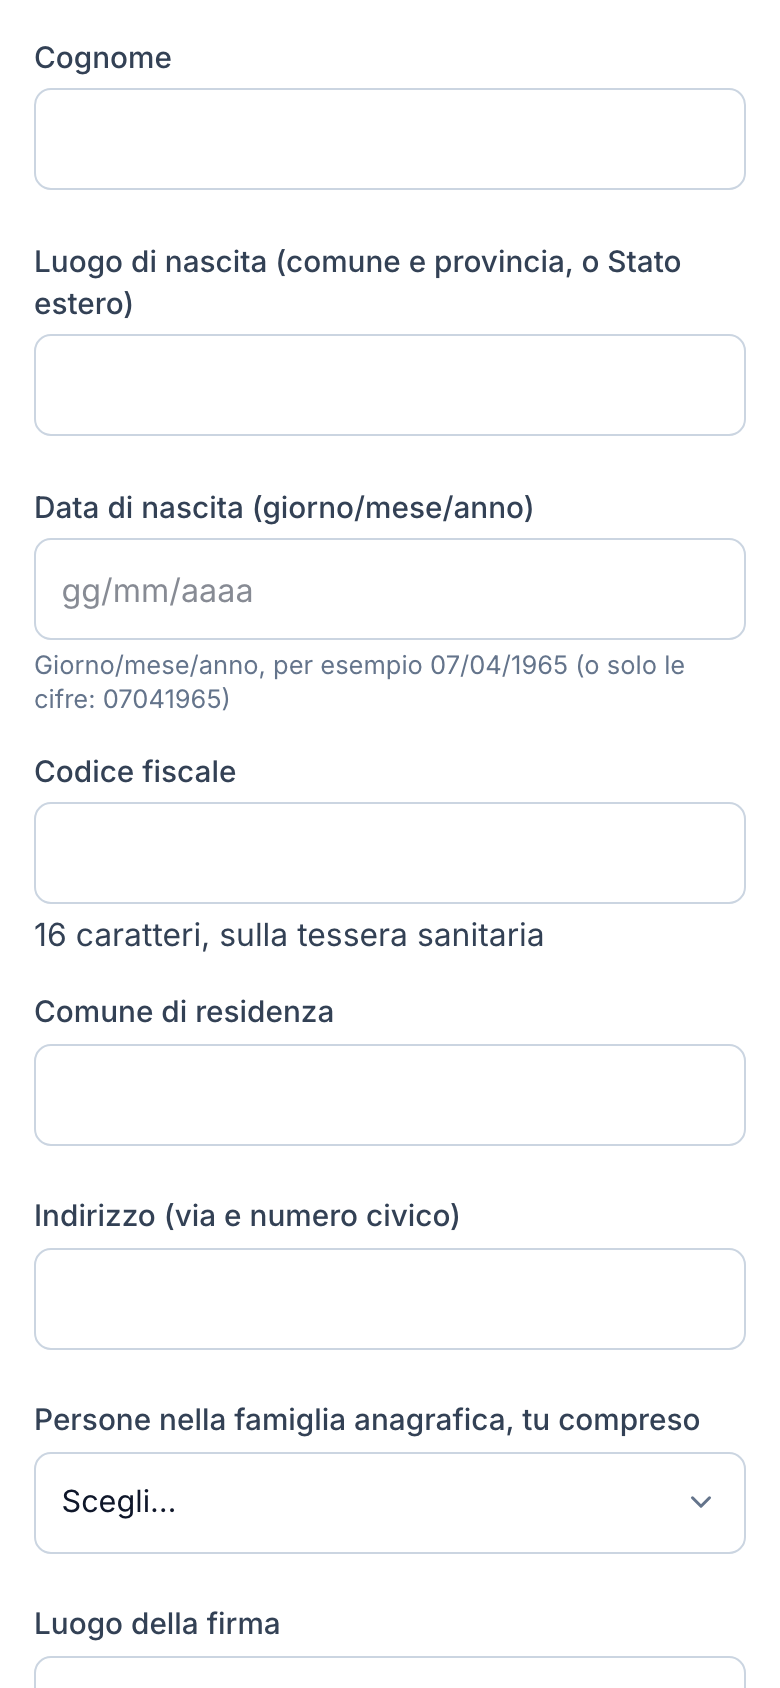 Cognome
Luogo di nascita (comune e provincia, o Stato
estero)
Data di nascita (giorno/mese/anno)
gg/mm/aaaa
Giorno/mese/anno, per esempio 07/04/1965 (o solo le
cifre: 07041965)
Codice fiscale
16 caratteri, sulla tessera sanitaria
Comune di residenza
Indirizzo (via e numero civico)
Persone nella famiglia anagrafica, tu compreso
Scegli...
Luogo della firma